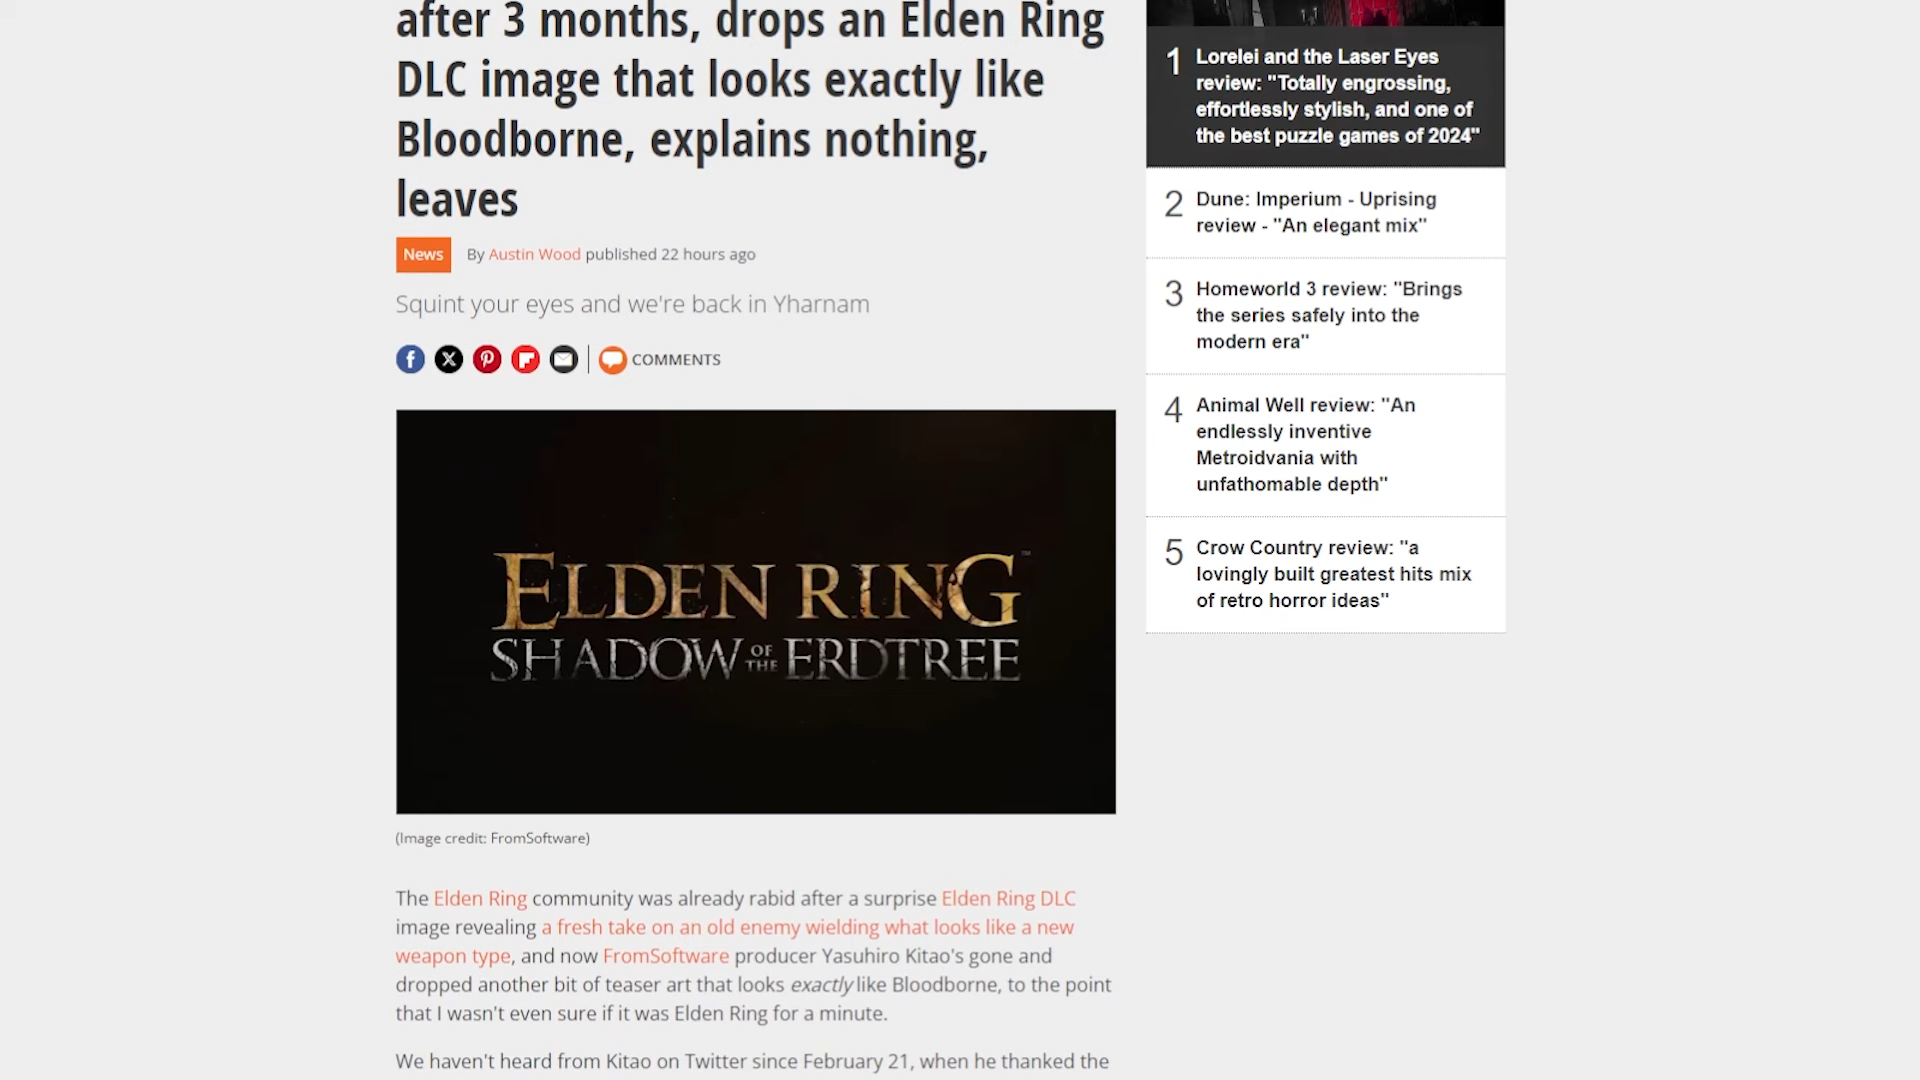 after 3 months, drops an Elden Ring
DLC image that looks exactly like
Bloodborne, explains nothing,
leaves
News
By Austin Wood published 22 hours ago
Squint your eyes and we're back in Yharnam
COMMENTS
ELDEN RING™
SHADOW OF THE ERDTREE
(Image credit: FromSoftware)
The Elden Ring community was already rabid after a surprise Elden Ring DLC
image revealing a fresh take on an old enemy wielding what looks like a new
weapon type, and now FromSoftware producer Yasuhiro Kitao's gone and
dropped another bit of teaser art that looks exactly like Bloodborne, to the point
that I wasn't even sure if it was Elden Ring for a minute.
We haven't heard from Kitao on Twitter since February 21, when he thanked the
1
Lorelei and the Laser Eyes
review: "Totally engrossing,
effortlessly stylish, and one of
the best puzzle games of 2024"
2
Dune: Imperium - Uprising
review - "An elegant mix"
3
Homeworld 3 review: "Brings
the series safely into the
modern era"
4
Animal Well review: "An
endlessly inventive
Metroidvania with
unfathomable depth"
5
Crow Country review: "a
lovingly built greatest hits mix
of retro horror ideas"